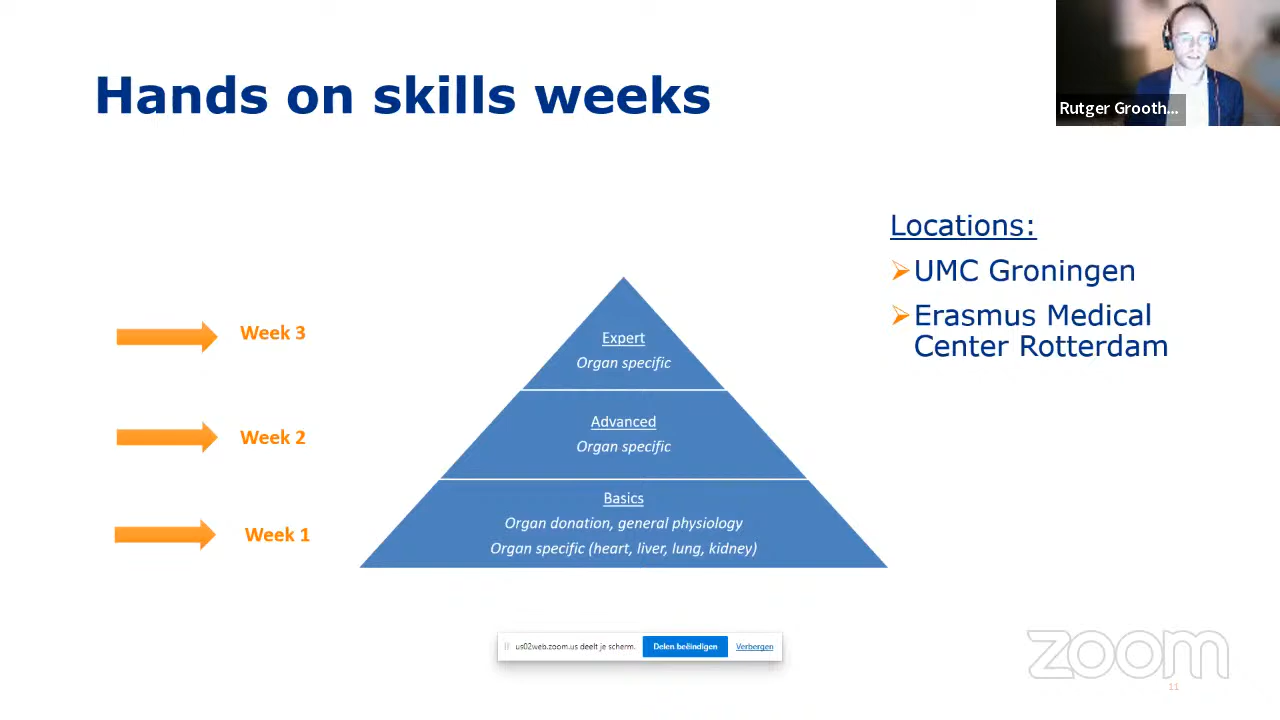 Hands on skills weeks
Rutger Grooth...
Locations:
UMC Groningen
Erasmus Medical
Center Rotterdam
Week 3
Expert
Organ specific
Week 2
Advanced
Organ specific
Week 1
Basics
Organ donation, general physiology
Organ specific (heart, liver, lung, kidney)
us02web.zoom.us deelt je scherm.
Delen beëindigen
Verbergen
zoom
11